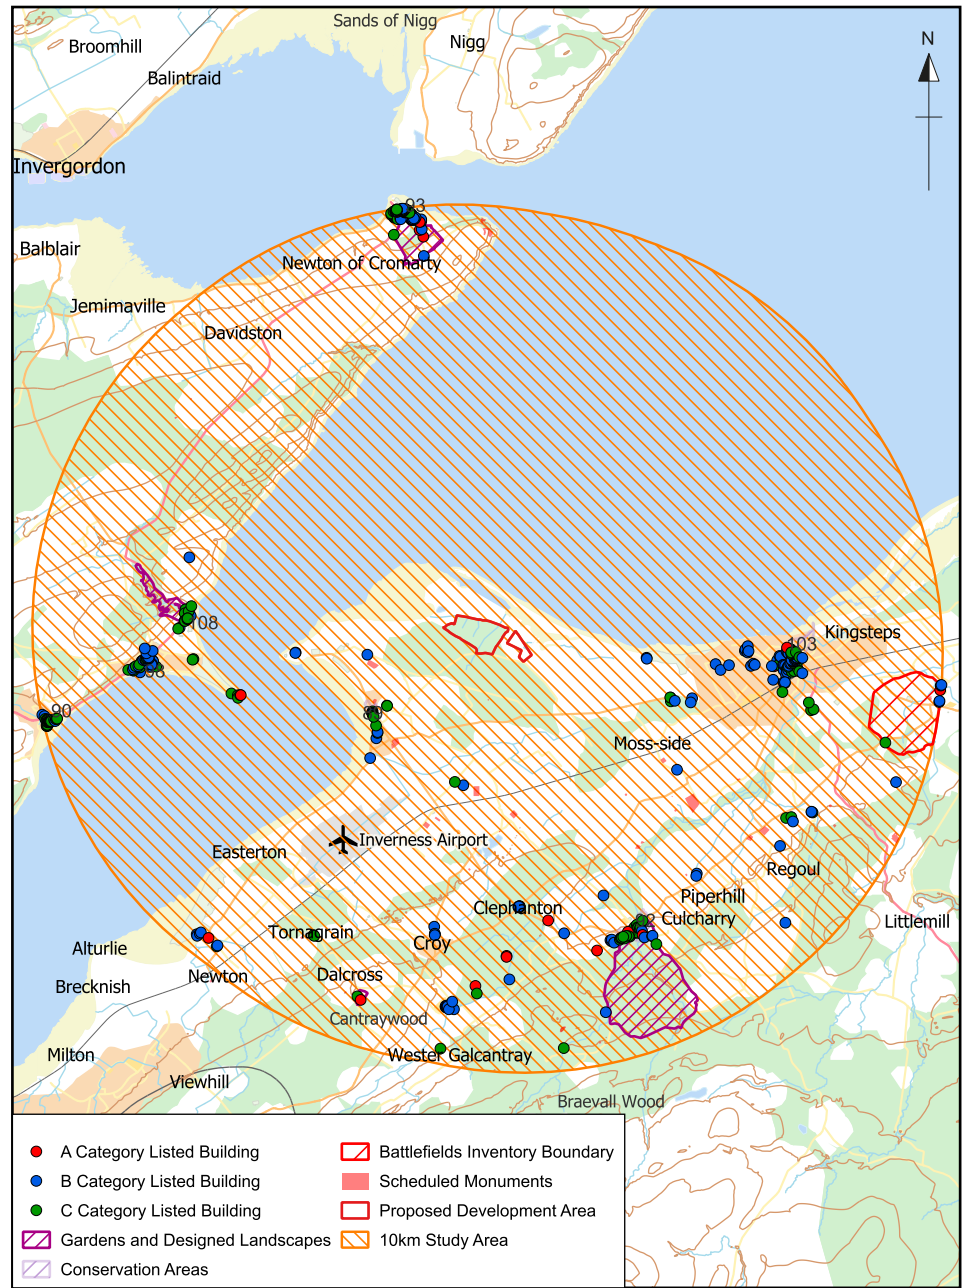 Sands of Nigg
Broomhill
Nigg
N
Balintraid
Invergordon
93
Balblair
Newton of Cromarty
Jemimaville
Davidston
108
103
Kingsteps
90
Moss-side
Inverness Airport
Easterton
Regoul
Piperhill
Clephanton
Cuicharry
Littlemill
Tornagrain
Croy
Alturlie
Newton
Dalcross
Brecknish
Cantraywood
Milton
Wester Galcantray
Viewhill
Braevall Wood
A Category Listed Building
B Category Listed Building
C Category Listed Building
Gardens and Designed Landscapes
Conservation Areas
Battlefields Inventory Boundary
Scheduled Monuments
Proposed Development Area
10km Study Area